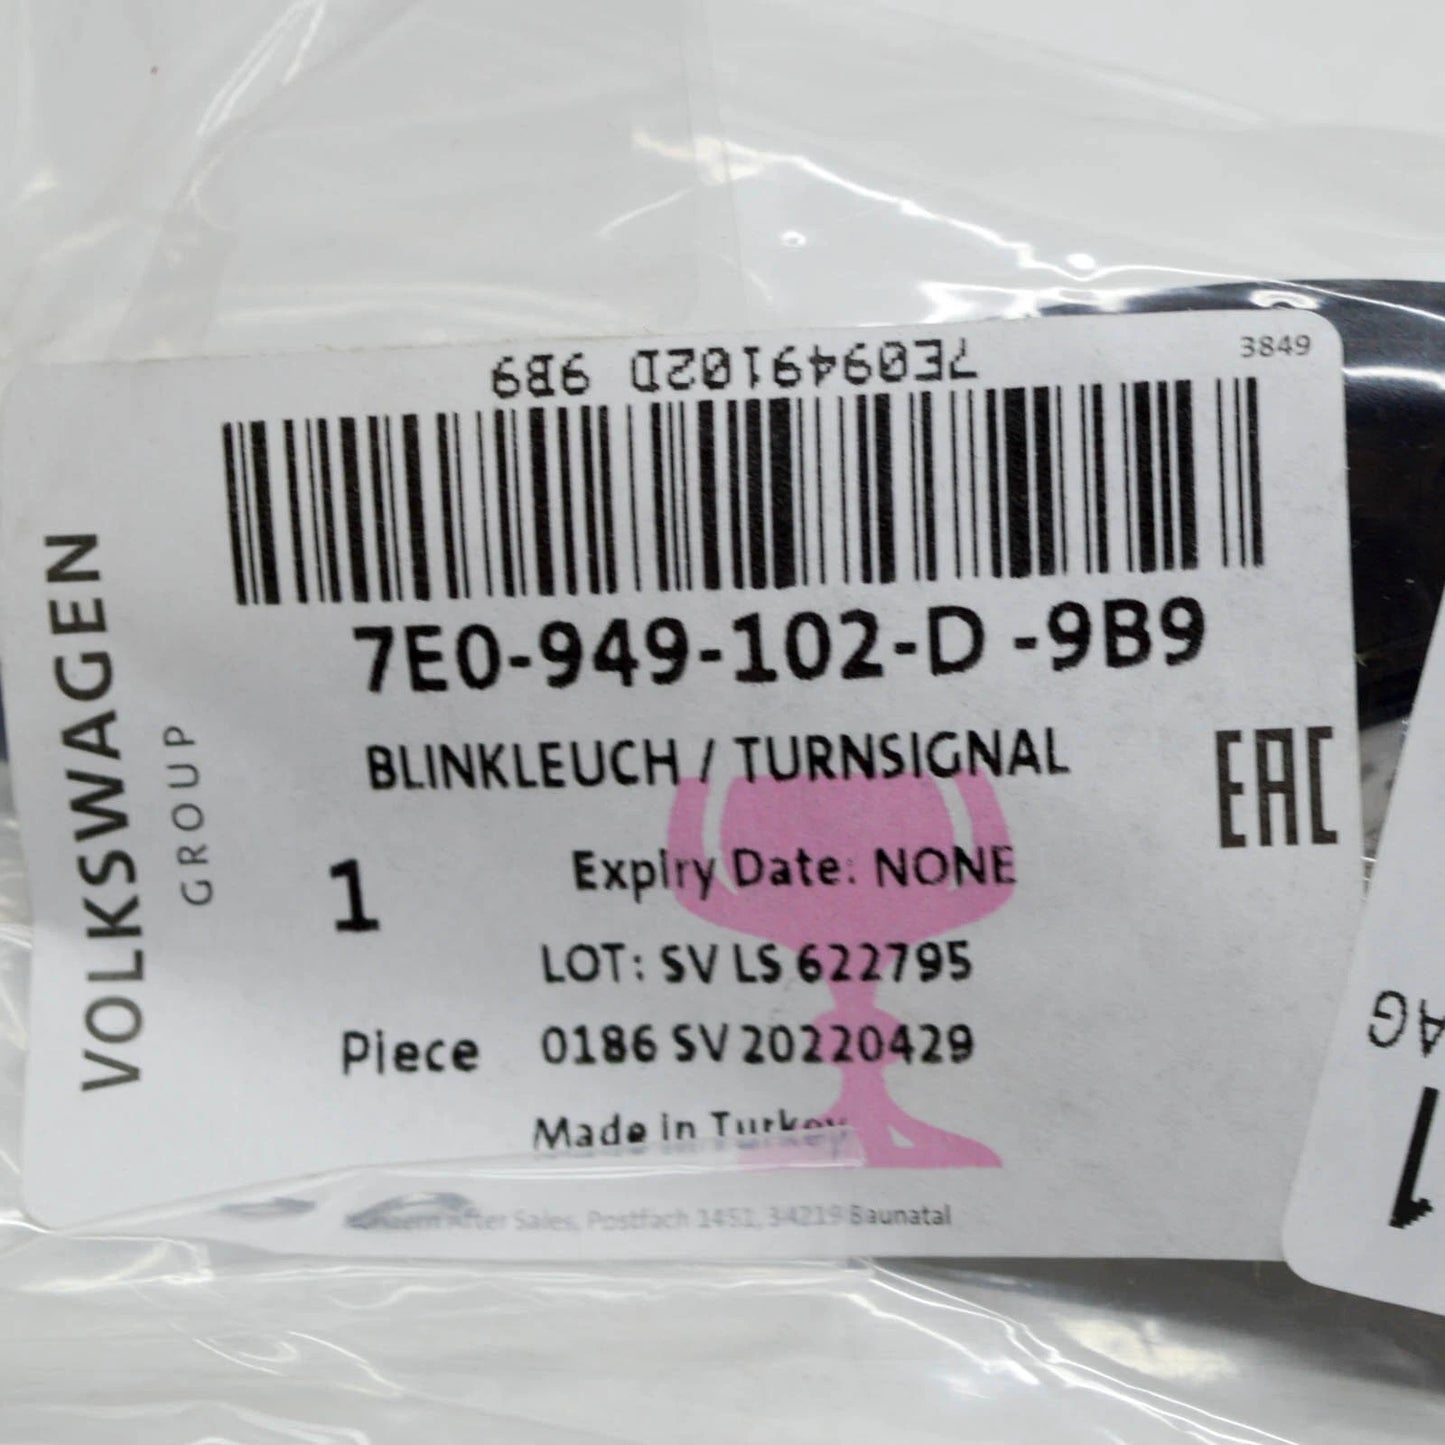 3849
7E0949102D 9B9
7E0-949-102-D -9B9
BLINKLEUCH / TURNSIGNAL
EAC
1
Expiry Date: NONE
LOT: SV LS 622795
Piece 0186 SV 20220429
Made in Turkey
After Sales, Postfach 1451, 34219 Baunatal
VOLKSWAGEN
GROUP
AG
1